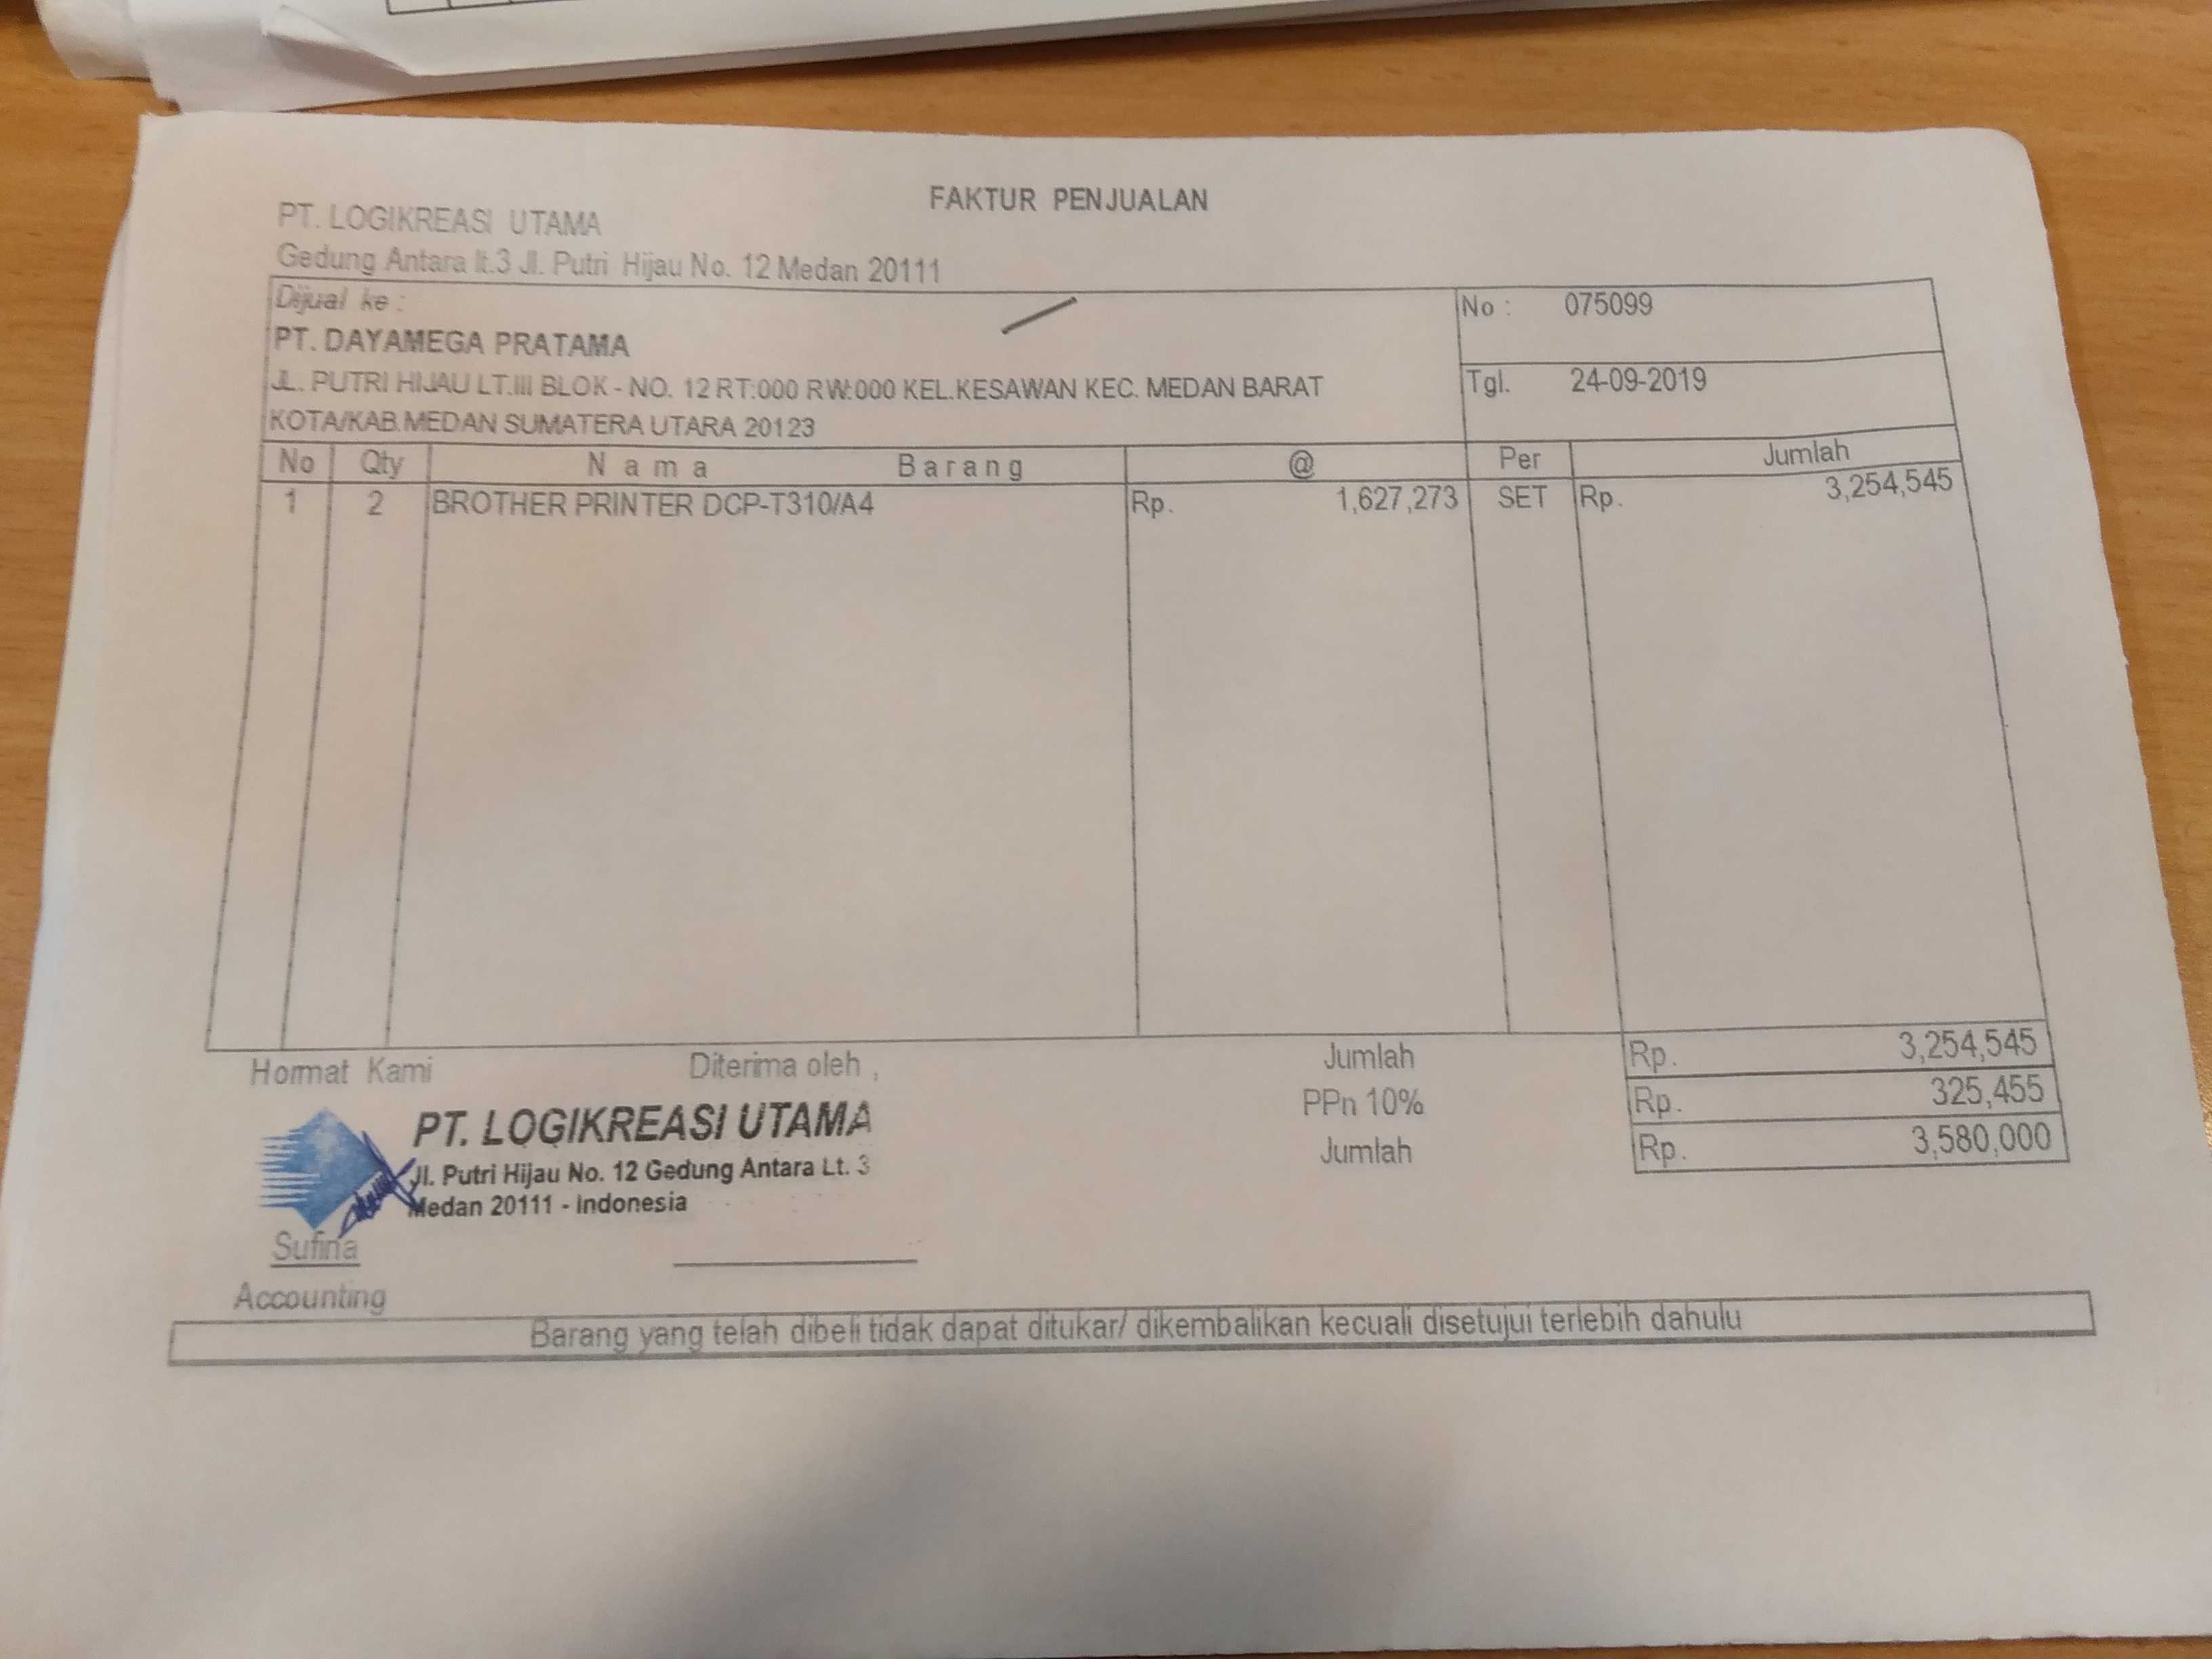 FAKTUR PENJUALAN
PT. LOGIKREASI UTAMA
Gedung Antara lt.3 Jl. Putri Hijau No. 12 Medan 20111
Dijual ke :
No : 075099
PT. DAYAMEGA PRATAMA
JL. PUTRI HIJAU LT.III BLOK - NO. 12 RT:000 RW:000 KEL.KESAWAN KEC. MEDAN BARAT
Tgl. 24-09-2019
KOTA/KAB.MEDAN SUMATERA UTARA 20123
No Qty Nama Barang @ Per Jumlah
1 2 BROTHER PRINTER DCP-T310/A4 Rp. 1,627,273 SET Rp. 3,254,545
Hormat Kami Diterima oleh , Jumlah Rp. 3,254,545
PPn 10% Rp. 325,455
Jumlah Rp. 3,580,000
PT. LOGIKREASI UTAMA
Jl. Putri Hijau No. 12 Gedung Antara Lt. 3
Medan 20111 - Indonesia
Sufina
Accounting
Barang yang telah dibeli tidak dapat ditukar/ dikembalikan kecuali disetujui terlebih dahulu